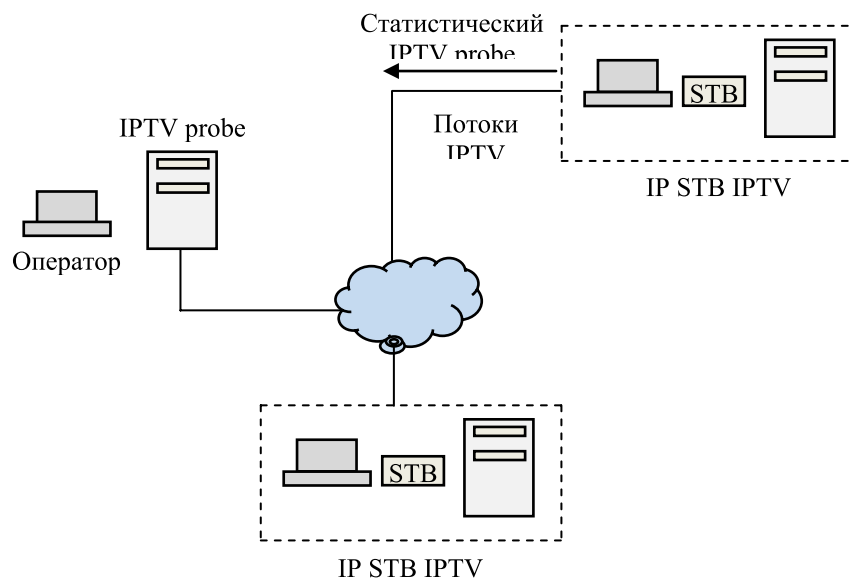 Статистический
IPTV probe
STB
Потоки
IPTV
IP STB IPTV
IPTV probe
Оператор
STB
IP STB IPTV